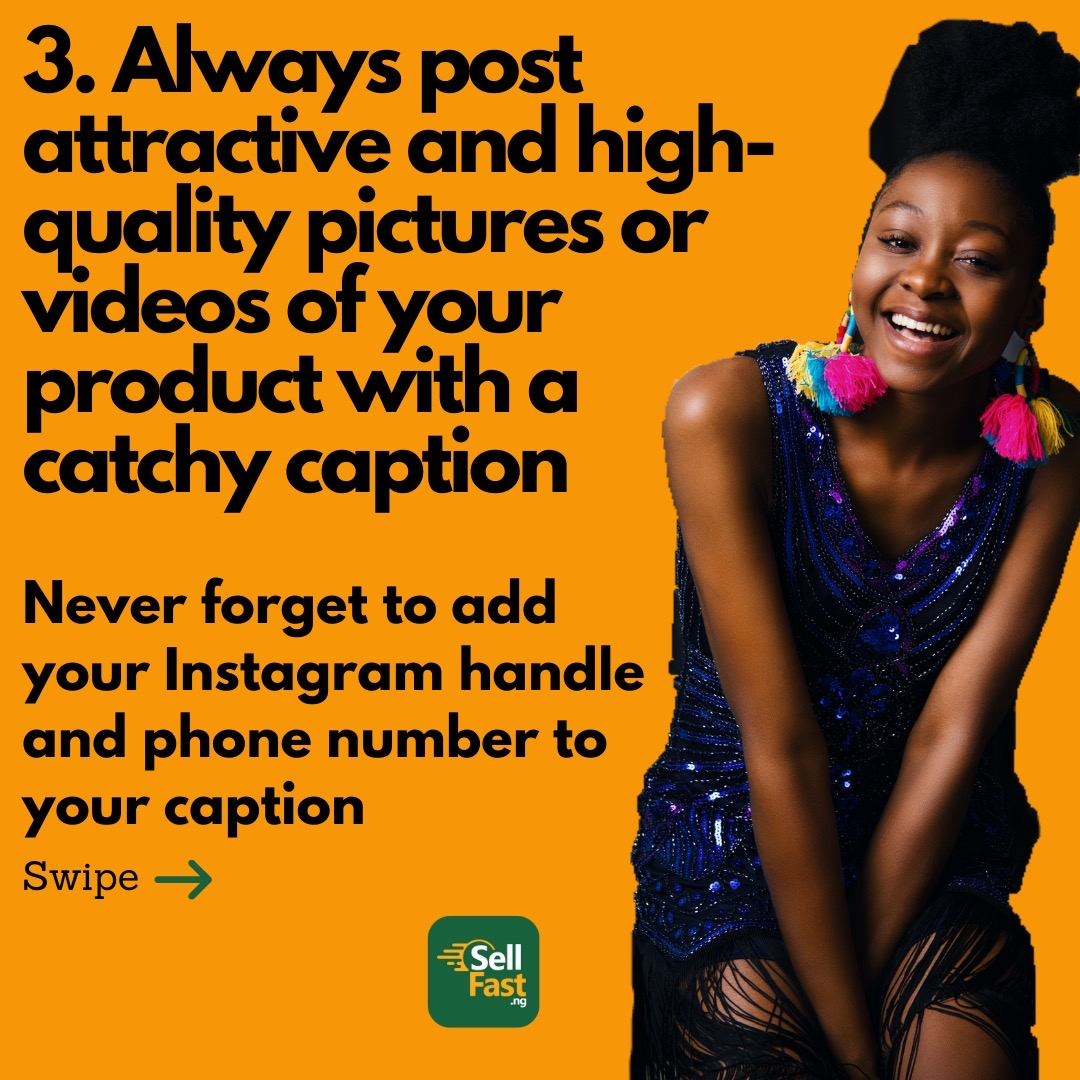 3. Always post
attractive and high-
quality pictures or
videos of your
product with a
catchy caption
Never forget to add
your Instagram handle
and phone number to
your caption
Swipe
Sell
Fast
.ng